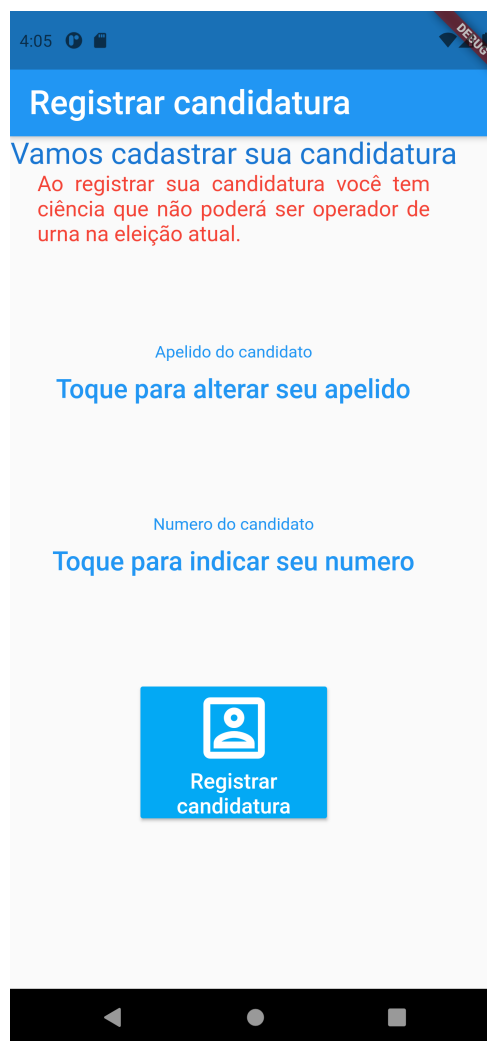 4:05
DEBUG
Registrar candidatura
Vamos cadastrar sua candidatura
Ao registrar sua candidatura você tem
ciência que não poderá ser operador de
urna na eleição atual.
Apelido do candidato
Toque para alterar seu apelido
Numero do candidato
Toque para indicar seu numero
Registrar
candidatura